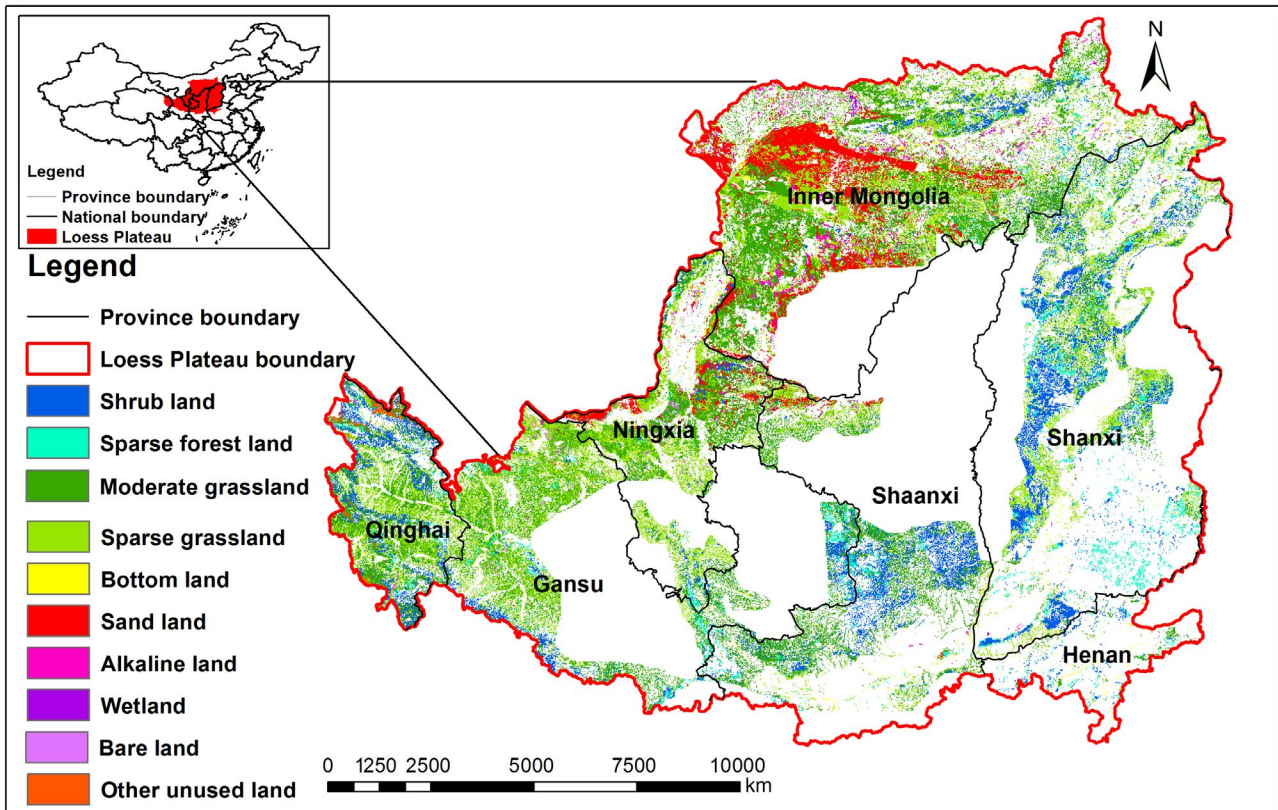 Legend
Province boundary
National boundary
Loess Plateau
N
Legend
Province boundary
Loess Plateau boundary
Shrub land
Sparse forest land
Moderate grassland
Sparse grassland
Bottom land
Sand land
Alkaline land
Wetland
Bare land
Other unused land
Inner Mongolia
Ningxia
Shanxi
Shaanxi
Qinghai
Gansu
Henan
0 1250 2500 5000 7500 10000
km